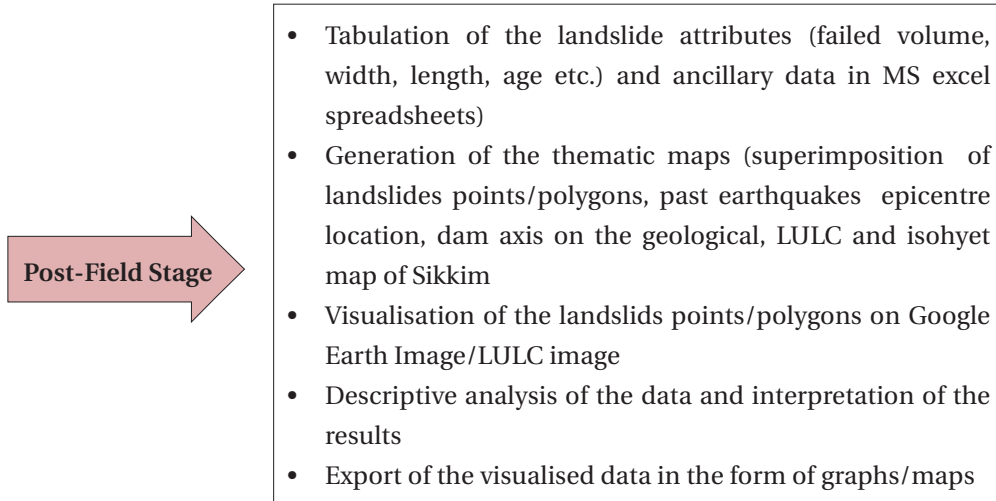 Post-Field Stage
• Tabulation of the landslide attributes (failed volume,
width, length, age etc.) and ancillary data in MS excel
spreadsheets)
• Generation of the thematic maps (superimposition of
landslides points/polygons, past earthquakes epicentre
location, dam axis on the geological, LULC and isohyet
map of Sikkim
• Visualisation of the landslids points/polygons on Google
Earth Image/LULC image
• Descriptive analysis of the data and interpretation of the
results
• Export of the visualised data in the form of graphs/maps